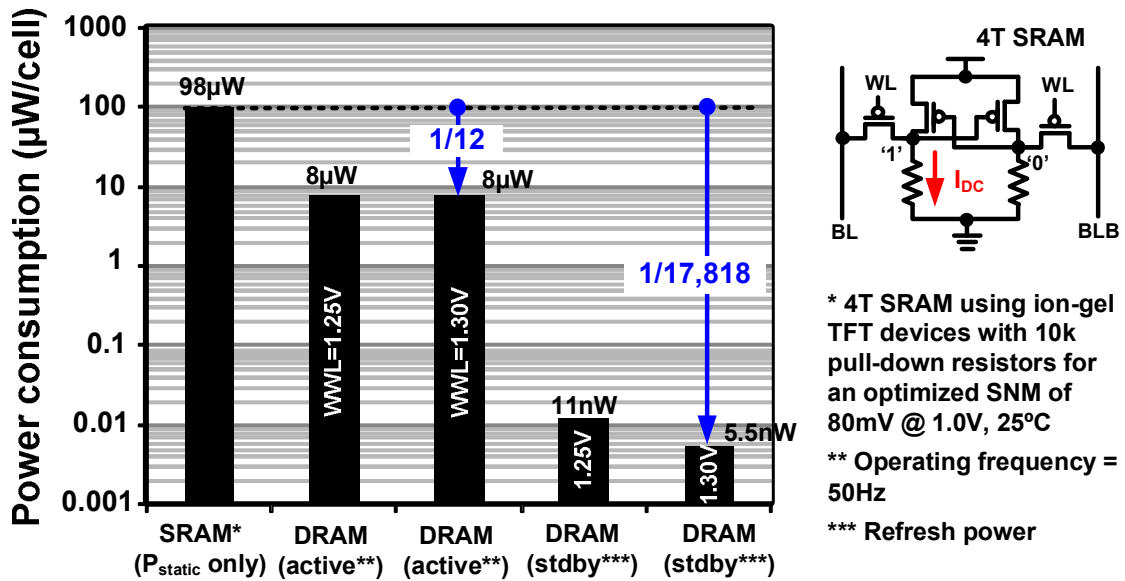 Power consumption (µW/cell)
1000
100
10
1
0.1
0.01
0.001
98µW
8µW
8µW
11nW
5.5nW
1/12
1/17,818
WWL=1.25V
WWL=1.30V
1.25V
1.30V
SRAM*
(Pstatic only)
DRAM
(active**)
DRAM
(active**)
DRAM
(stdby***)
DRAM
(stdby***)
4T SRAM
WL
WL
'1'
'0'
IDC
BL
BLB
* 4T SRAM using ion-gel
TFT devices with 10k
pull-down resistors for
an optimized SNM of
80mV @ 1.0V, 25ºC
** Operating frequency =
50Hz
*** Refresh power